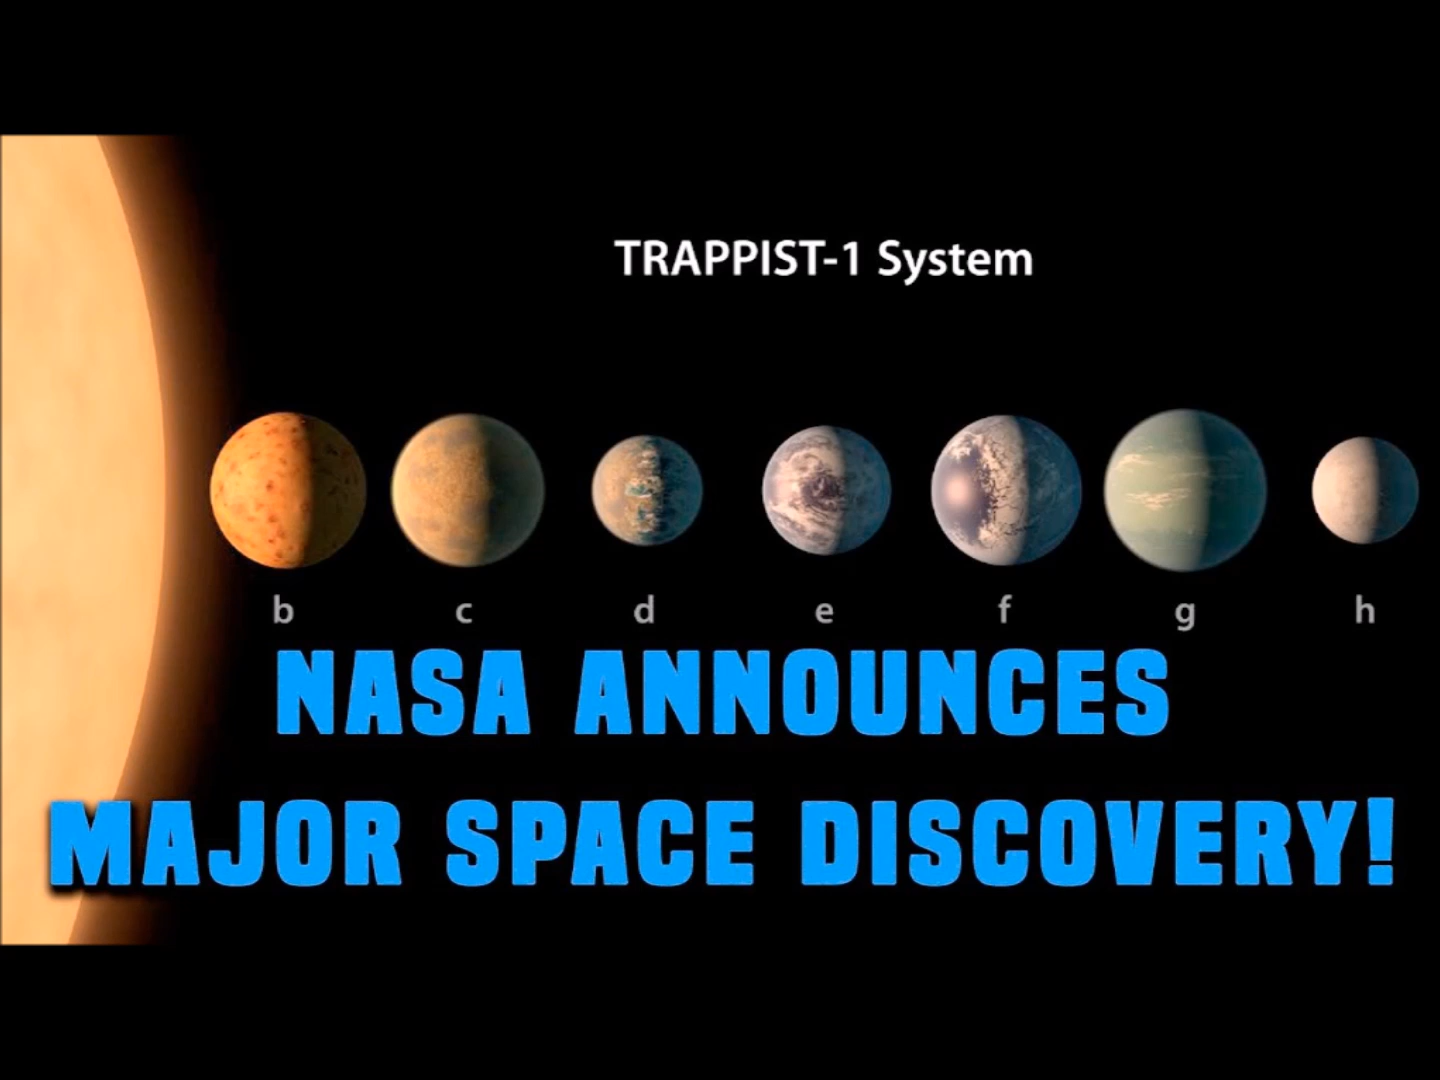 TRAPPIST-1 System
b c d e f g h
NASA ANNOUNCES
MAJOR SPACE DISCOVERY!